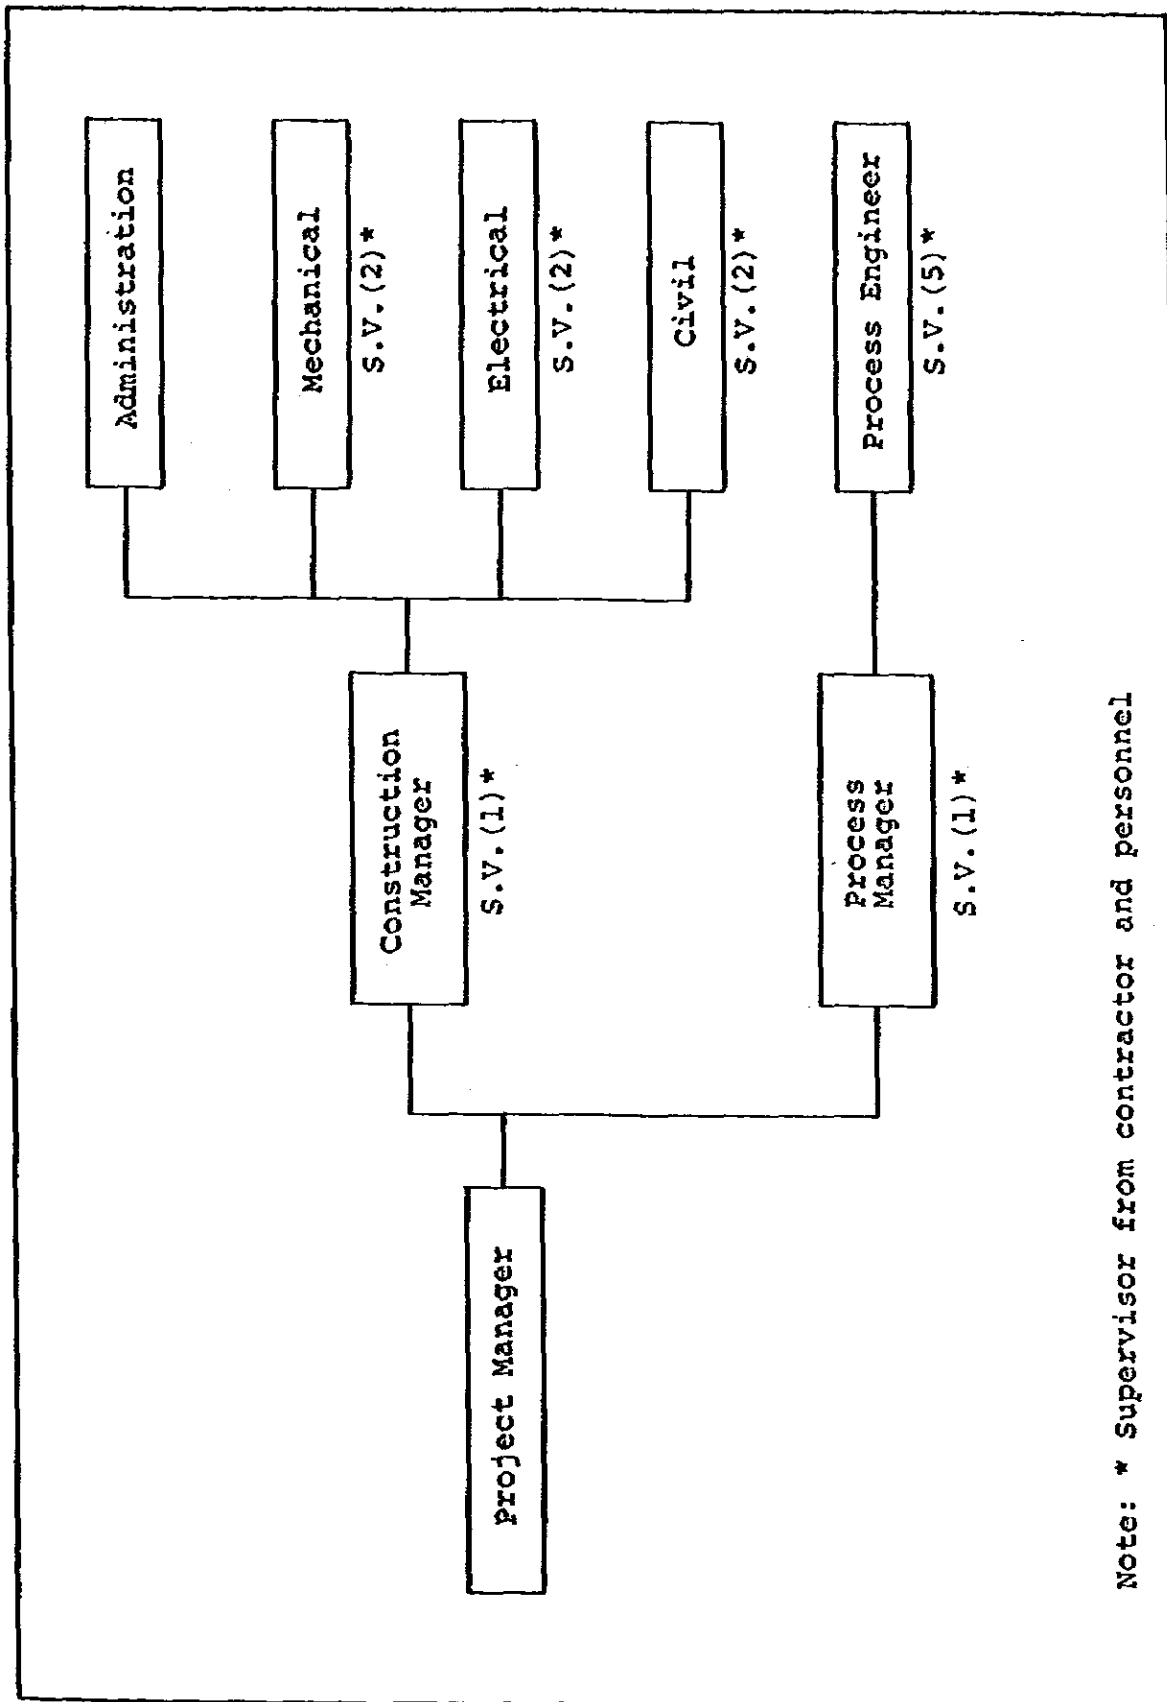 Project Manager
Construction
Manager
S.V.(1)*
Process
Manager
S.V.(1)*
Administration
Mechanical
S.V.(2)*
Electrical
S.V.(2)*
Civil
S.V.(2)*
Process Engineer
S.V.(5)*
Note: * Supervisor from contractor and personnel